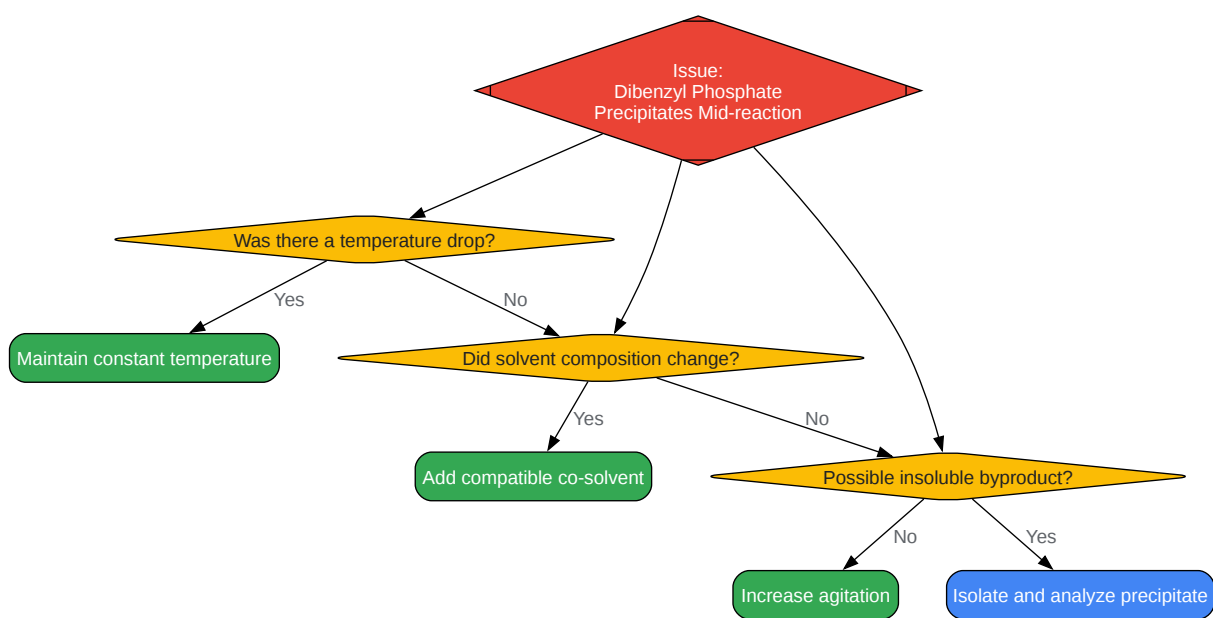 Issue:
Dibenzyl Phosphate
Precipitates Mid-reaction
Was there a temperature drop?
Yes
No
Maintain constant temperature
Did solvent composition change?
Yes
No
Add compatible co-solvent
Possible insoluble byproduct?
No
Yes
Increase agitation
Isolate and analyze precipitate